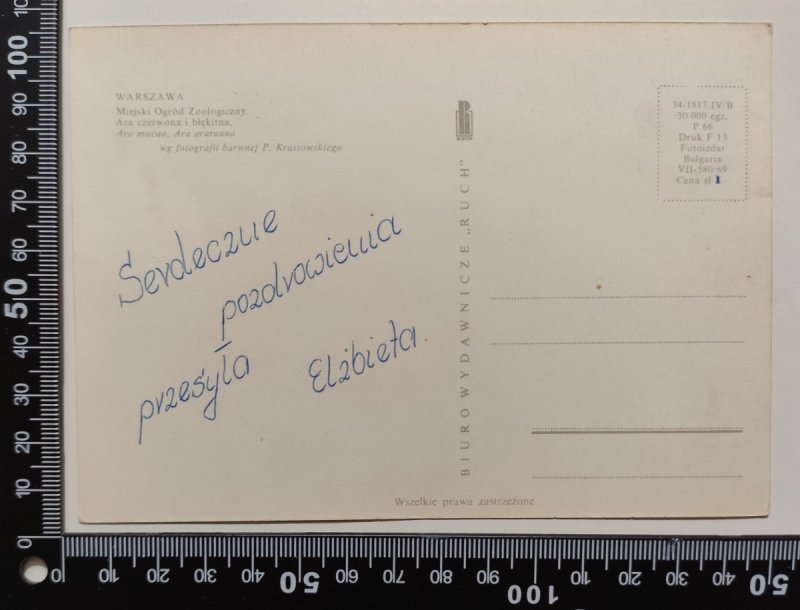 WARSZAWA
Miejski Ogród Zoologiczny
Ara czerwona i błękitna.
Ara macao, Ara ararauna
wg fotografii barwnej P. Krassowskiego
Serdeczne
pozdrowienia
przesyła Elżbieta.
BIURO WYDAWNICZE „RUCH"
34-1817/IV/B
30 000 egz.
P 66
Druk F 13
Fotoizdat
Bułgaria
VII-580/69
Cena zł 1-
Wszelkie prawa zastrzeżone
100
90
80
70
60
50
40
30
20
10
0
0
10
20
30
40
50
60
70
80
90
100
10
20
30
40
50